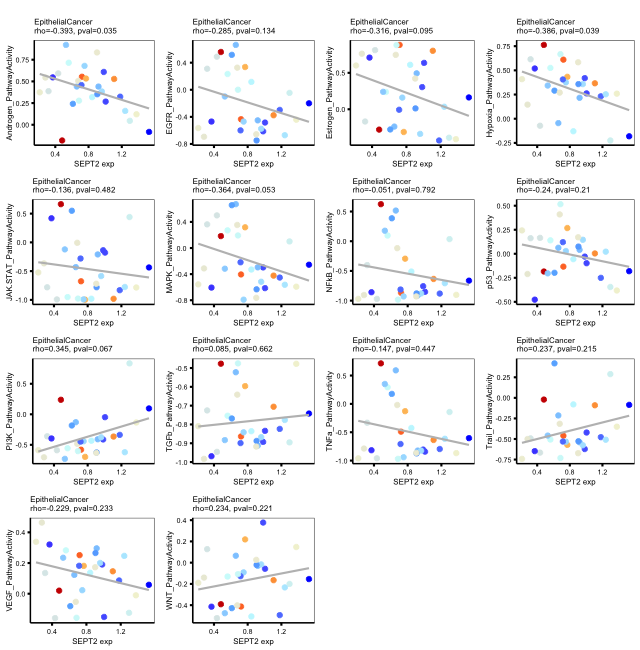 EpithelialCancer
rho=-0.393, pval=0.035
Androgen_PathwayActivity
0.75
0.50
0.25
0.00
0.4
0.8
1.2
SEPT2 exp
EpithelialCancer
rho=-0.285, pval=0.134
EGFR_PathwayActivity
0.4
0.0
-0.4
-0.8
0.4
0.8
1.2
SEPT2 exp
EpithelialCancer
rho=-0.316, pval=0.095
Estrogen_PathwayActivity
0.5
0.0
0.4
0.8
1.2
SEPT2 exp
EpithelialCancer
rho=-0.386, pval=0.039
Hypoxia_PathwayActivity
0.75
0.50
0.25
0.00
-0.25
0.4
0.8
1.2
SEPT2 exp
EpithelialCancer
rho=-0.136, pval=0.482
JAK.STAT_PathwayActivity
0.5
0.0
-0.5
-1.0
0.4
0.8
1.2
SEPT2 exp
EpithelialCancer
rho=-0.364, pval=0.053
MAPK_PathwayActivity
0.4
0.0
-0.4
-0.8
0.4
0.8
1.2
SEPT2 exp
EpithelialCancer
rho=-0.051, pval=0.792
NFkB_PathwayActivity
0.5
0.0
-0.5
-1.0
0.4
0.8
1.2
SEPT2 exp
EpithelialCancer
rho=-0.24, pval=0.21
p53_PathwayActivity
0.50
0.25
0.00
-0.25
-0.50
0.4
0.8
1.2
SEPT2 exp
EpithelialCancer
rho=0.345, pval=0.067
PI3K_PathwayActivity
0.5
0.0
-0.5
0.4
0.8
1.2
SEPT2 exp
EpithelialCancer
rho=0.085, pval=0.662
TGFb_PathwayActivity
-0.5
-0.6
-0.7
-0.8
-0.9
-1.0
0.4
0.8
1.2
SEPT2 exp
EpithelialCancer
rho=-0.147, pval=0.447
TNFa_PathwayActivity
0.5
0.0
-0.5
-1.0
0.4
0.8
1.2
SEPT2 exp
EpithelialCancer
rho=0.237, pval=0.215
Trail_PathwayActivity
0.25
0.00
-0.25
-0.50
-0.75
0.4
0.8
1.2
SEPT2 exp
EpithelialCancer
rho=-0.229, pval=0.233
VEGF_PathwayActivity
0.4
0.2
0.0
0.4
0.8
1.2
SEPT2 exp
EpithelialCancer
rho=0.234, pval=0.221
WNT_PathwayActivity
0.4
0.2
0.0
-0.2
-0.4
0.4
0.8
1.2
SEPT2 exp